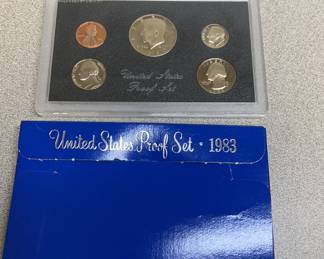 United States
Proof Set
United States Proof Set * 1983